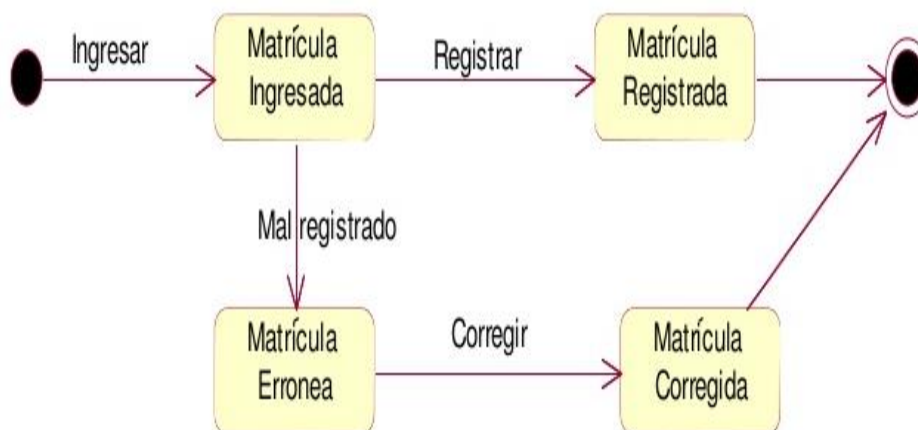 Ingresar
Matrícula
Ingresada
Registrar
Matrícula
Registrada
Mal registrado
Matrícula
Erronea
Corregir
Matrícula
Corregida